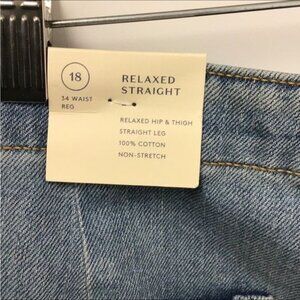 18
34 WAIST
REG
RELAXED
STRAIGHT
RELAXED HIP & THIGH
STRAIGHT LEG
100% COTTON
NON-STRETCH